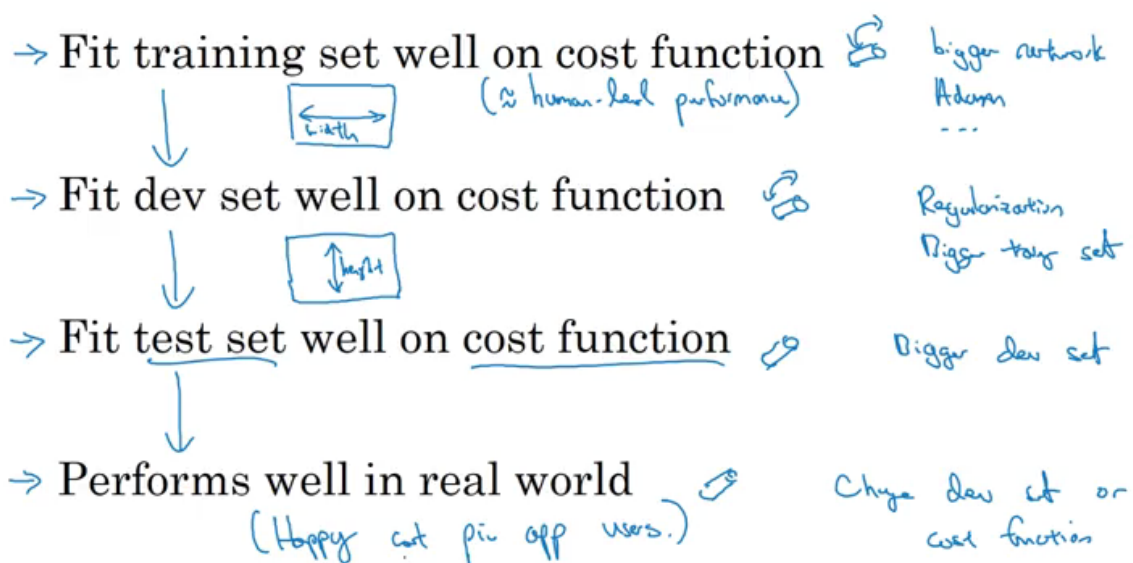 → Fit training set well on cost function
bigger network
(≈ human-level performance)
Adam
...
width
→ Fit dev set well on cost function
Regularization
Bigger training set
height
→ Fit test set well on cost function
Bigger dev set
→ Performs well in real world
Change dev set or
cost function
(Happy cat pic app users.)